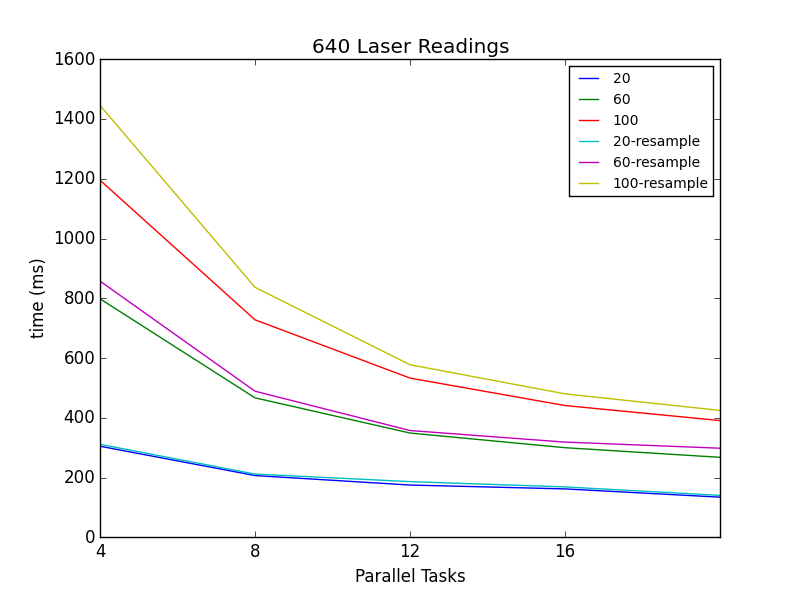 640 Laser Readings
1600
1400
1200
1000
800
600
400
200
0
time (ms)
20
60
100
20-resample
60-resample
100-resample
4 8 12 16
Parallel Tasks